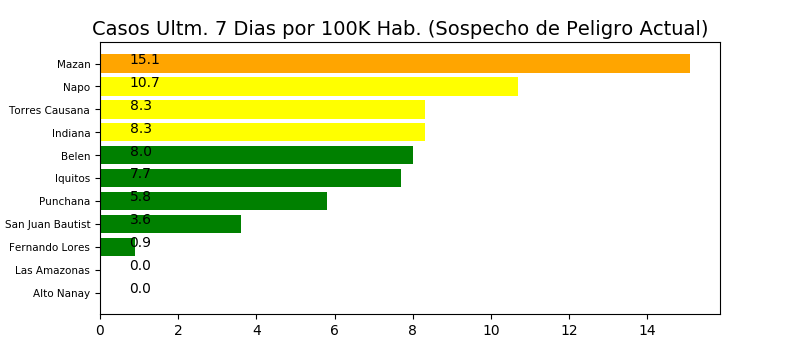 Casos Ultm. 7 Dias por 100K Hab. (Sospecho de Peligro Actual)
Mazan 15.1
Napo 10.7
Torres Causana 8.3
Indiana 8.3
Belen 8.0
Iquitos 7.7
Punchana 5.8
San Juan Bautist 3.6
Fernando Lores 0.9
Las Amazonas 0.0
Alto Nanay 0.0
0 2 4 6 8 10 12 14